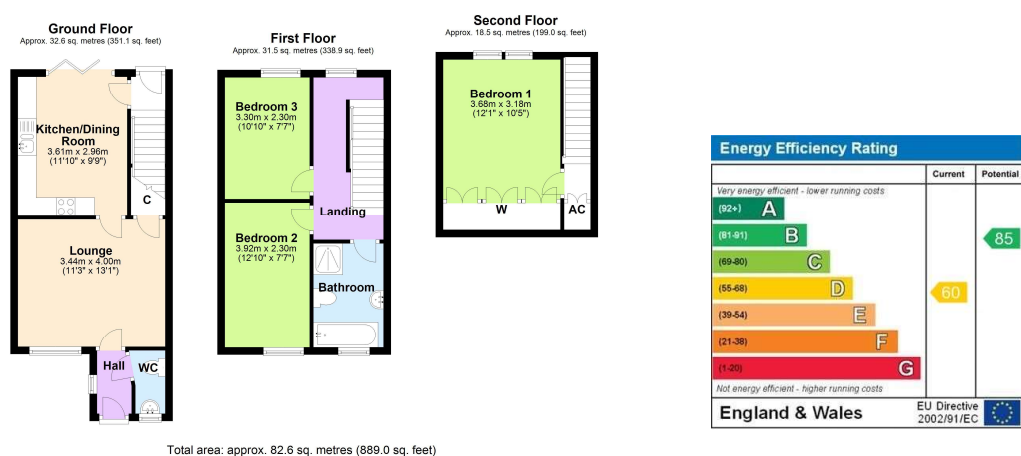 Ground Floor
Approx. 32.6 sq. metres (351.1 sq. feet)
Kitchen/Dining
Room
3.61m x 2.96m
(11'10" x 9'9")
C
Lounge
3.44m x 4.00m
(11'3" x 13'1")
Hall
WC
First Floor
Approx. 31.5 sq. metres (338.9 sq. feet)
Bedroom 3
3.30m x 2.30m
(10'10" x 7'7")
Landing
Bedroom 2
3.92m x 2.30m
(12'10" x 7'7")
Bathroom
Second Floor
Approx. 18.5 sq. metres (199.0 sq. feet)
Bedroom 1
3.68m x 3.18m
(12'1" x 10'5")
W
AC
Total area: approx. 82.6 sq. metres (889.0 sq. feet)
Energy Efficiency Rating
Current Potential
Very energy efficient - lower running costs
(92+) A
(81-91) B
85
(69-80) C
(55-68) D
60
(39-54) E
(21-38) F
(1-20) G
Not energy efficient - higher running costs
England & Wales
EU Directive
2002/91/EC